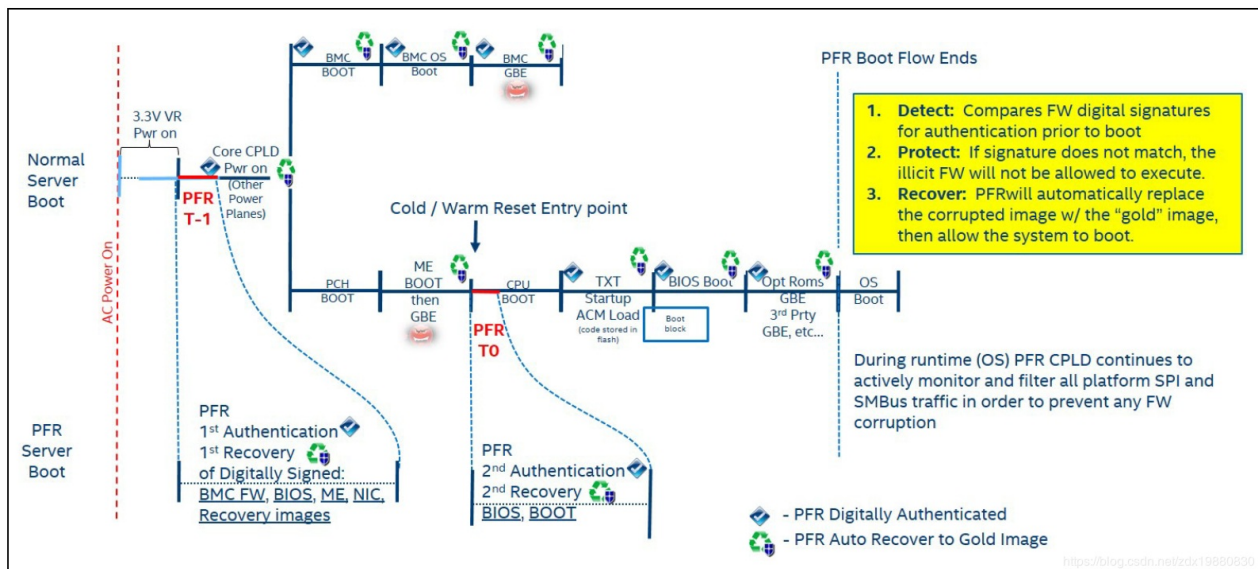 BMC
BOOT
BMC OS
Boot
BMC
GBE
PFR Boot Flow Ends
1. Detect: Compares FW digital signatures
for authentication prior to boot
2. Protect: If signature does not match, the
illicit FW will not be allowed to execute.
3. Recover: PFRwill automatically replace
the corrupted image w/ the “gold” image,
then allow the system to boot.
3.3V VR
Pwr on
Normal
Server
Boot
Core CPLD
Pwr on
(Other
Power
Planes)
PFR
T-1
AC Power On
Cold / Warm Reset Entry point
PCH
BOOT
ME
BOOT
then
GBE
CPU
BOOT
PFR
T0
TXT
Startup
ACM Load
(code stored in
flash)
BIOS Boot
Boot
block
Opt Roms
GBE
3rd Prty
GBE, etc...
OS
Boot
During runtime (OS) PFR CPLD continues to
actively monitor and filter all platform SPI and
SMBus traffic in order to prevent any FW
corruption
PFR
Server
Boot
PFR
1st Authentication
1st Recovery
of Digitally Signed:
BMC FW, BIOS, ME, NIC,
Recovery images
PFR
2nd Authentication
2nd Recovery
BIOS, BOOT
- PFR Digitally Authenticated
- PFR Auto Recover to Gold Image
https://blog.csdn.net/zdx19880830